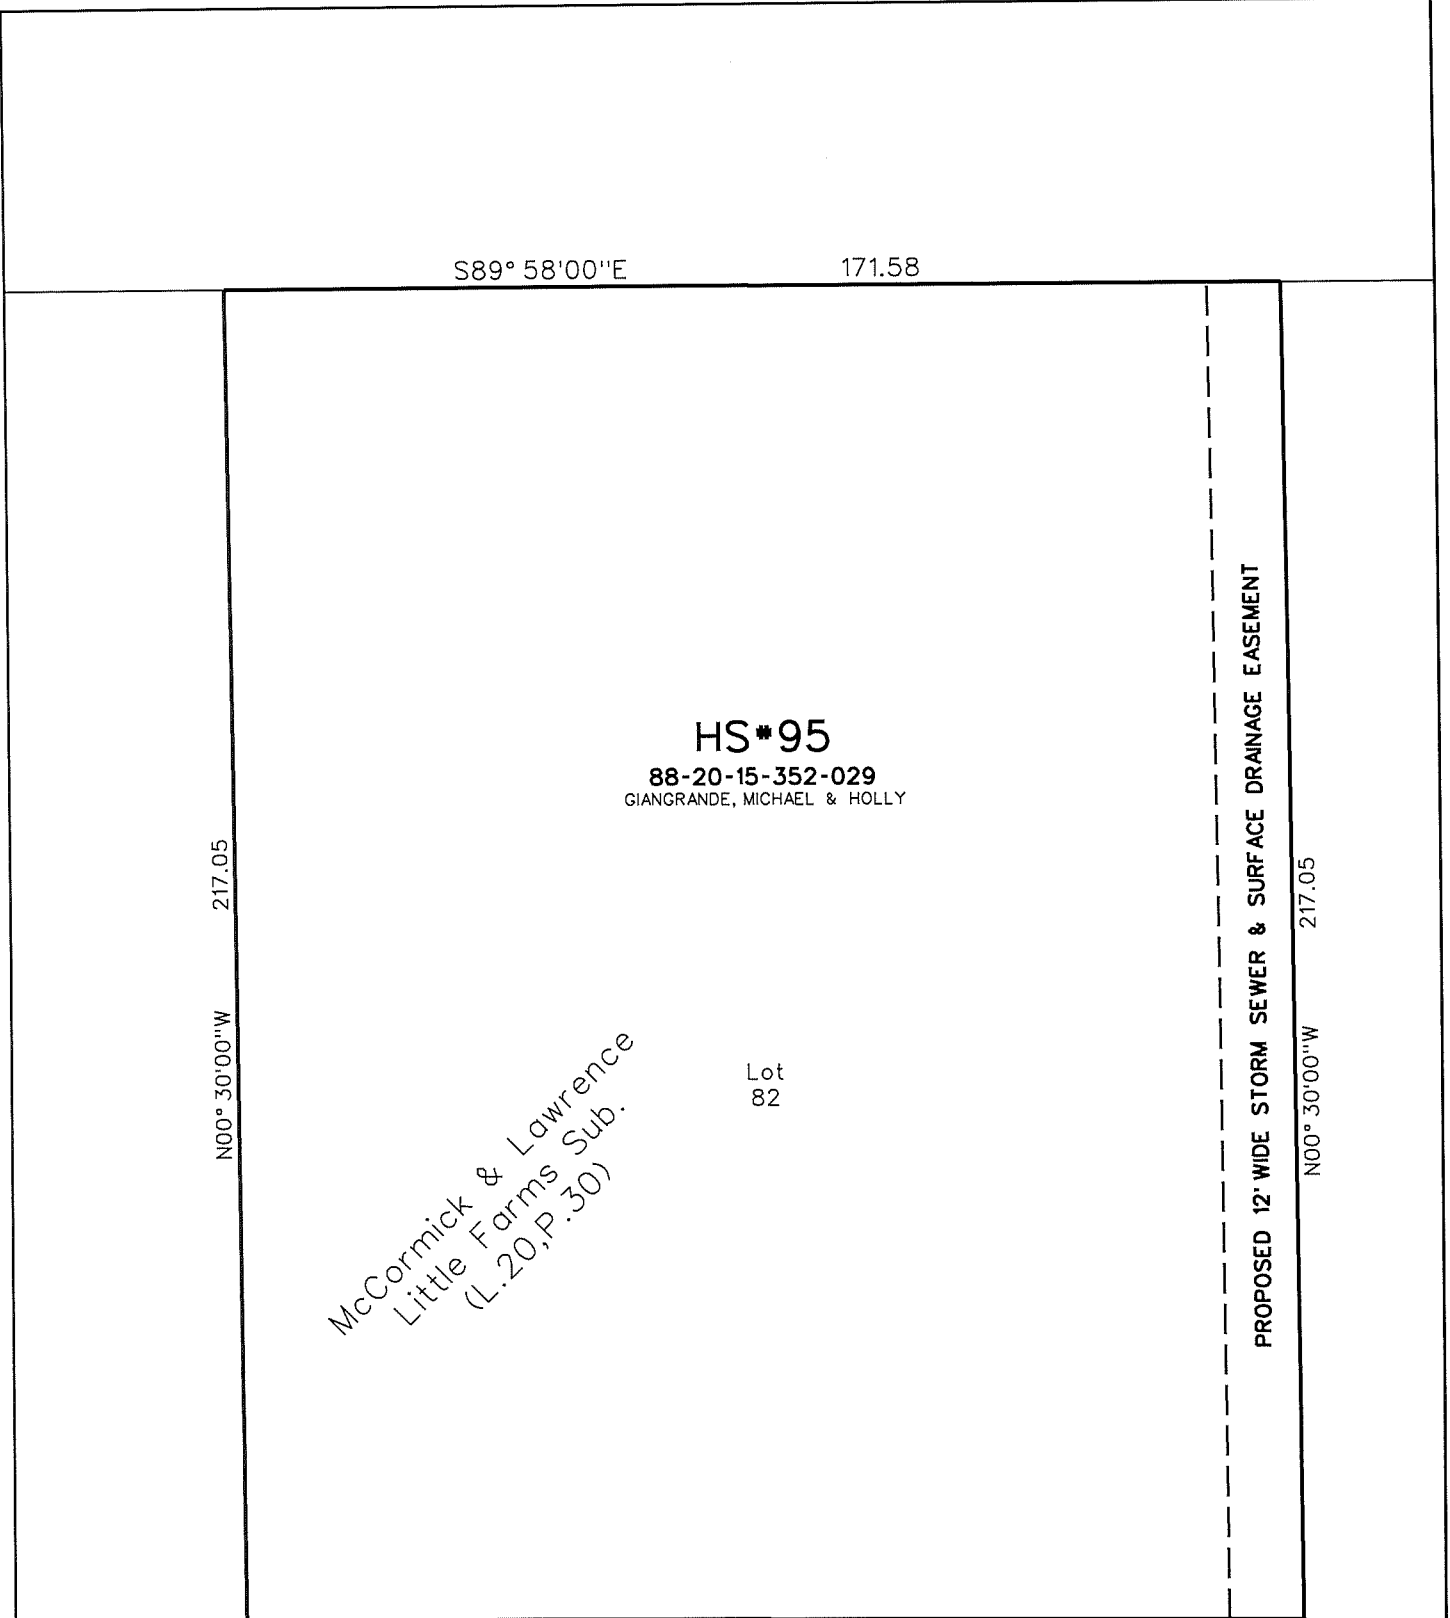 S89° 58'00"E 171.58
HS#95
88-20-15-352-029
GIANGRANDE, MICHAEL & HOLLY
N00° 30'00"W 217.05
Lot
82
McCormick & Lawrence
Little Farms Sub.
(L.20,P.30)
PROPOSED 12' WIDE STORM SEWER & SURFACE DRAINAGE EASEMENT
N00° 30'00"W 217.05